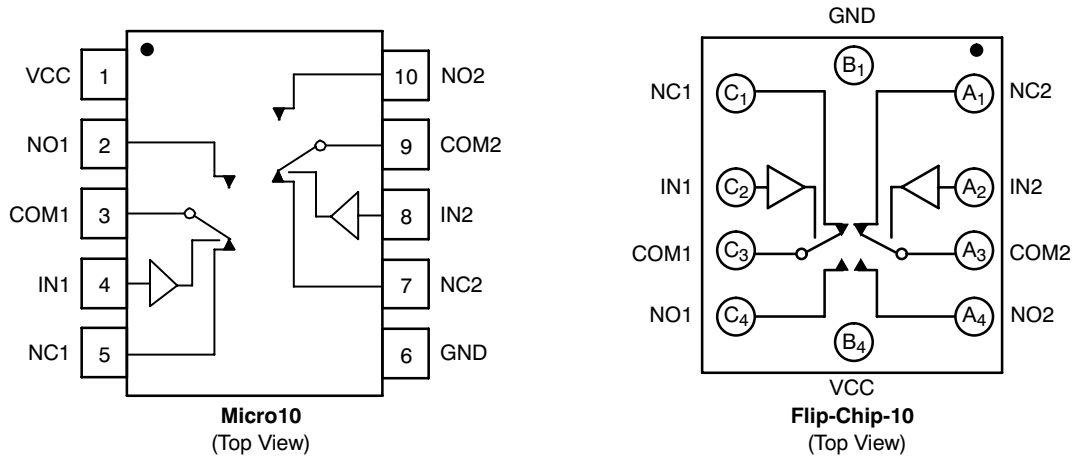 VCC 1
10 NO2
NO1 2
9 COM2
COM1 3
8 IN2
IN1 4
7 NC2
NC1 5
6 GND
Micro10
(Top View)
GND
B1
NC1 C1
A1 NC2
IN1 C2
A2 IN2
COM1 C3
A3 COM2
NO1 C4
A4 NO2
B4
VCC
Flip-Chip-10
(Top View)